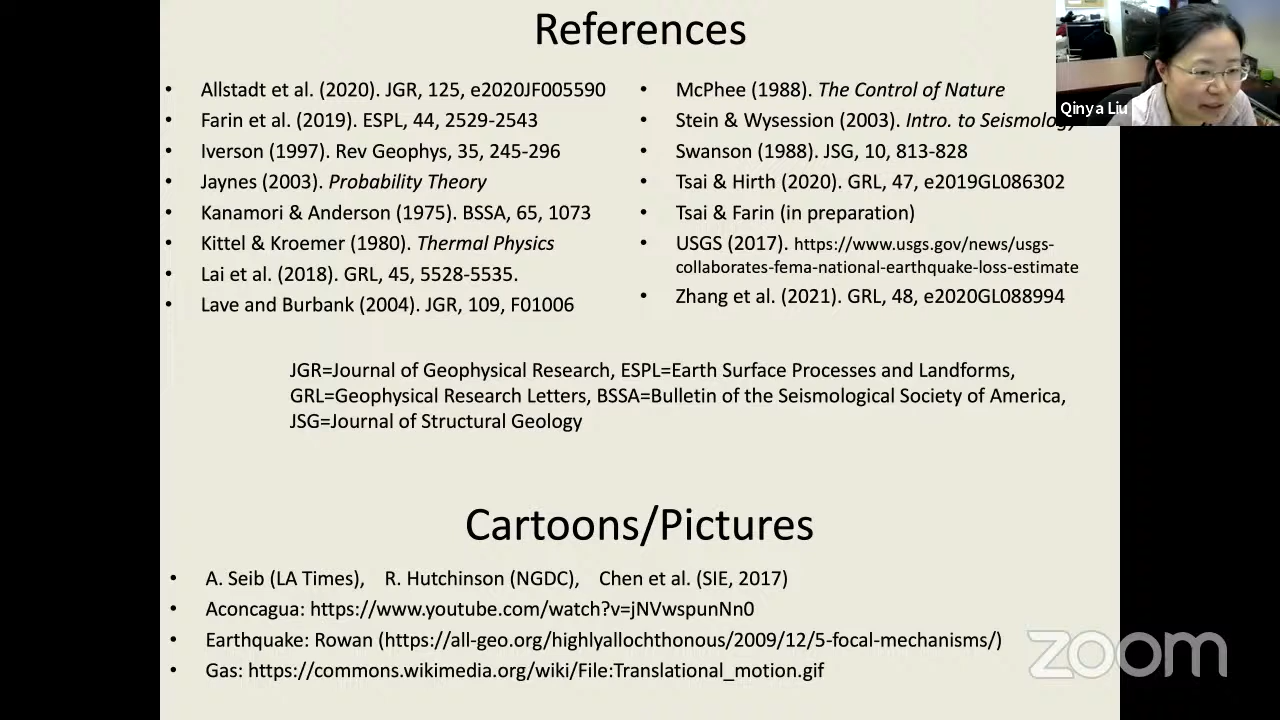 References
• Allstadt et al. (2020). JGR, 125, e2020JF005590
• Farin et al. (2019). ESPL, 44, 2529-2543
• Iverson (1997). Rev Geophys, 35, 245-296
• Jaynes (2003). Probability Theory
• Kanamori & Anderson (1975). BSSA, 65, 1073
• Kittel & Kroemer (1980). Thermal Physics
• Lai et al. (2018). GRL, 45, 5528-5535.
• Lave and Burbank (2004). JGR, 109, F01006
• McPhee (1988). The Control of Nature
• Stein & Wysession (2003). Intro. to Seismology
• Swanson (1988). JSG, 10, 813-828
• Tsai & Hirth (2020). GRL, 47, e2019GL086302
• Tsai & Farin (in preparation)
• USGS (2017). https://www.usgs.gov/news/usgs-
collaborates-fema-national-earthquake-loss-estimate
• Zhang et al. (2021). GRL, 48, e2020GL088994
JGR=Journal of Geophysical Research, ESPL=Earth Surface Processes and Landforms,
GRL=Geophysical Research Letters, BSSA=Bulletin of the Seismological Society of America,
JSG=Journal of Structural Geology
Cartoons/Pictures
• A. Seib (LA Times), R. Hutchinson (NGDC), Chen et al. (SIE, 2017)
• Aconcagua: https://www.youtube.com/watch?v=jNVwspunNn0
• Earthquake: Rowan (https://all-geo.org/highlyallochthonous/2009/12/5-focal-mechanisms/)
• Gas: https://commons.wikimedia.org/wiki/File:Translational_motion.gif
Qinya Liu
zoom